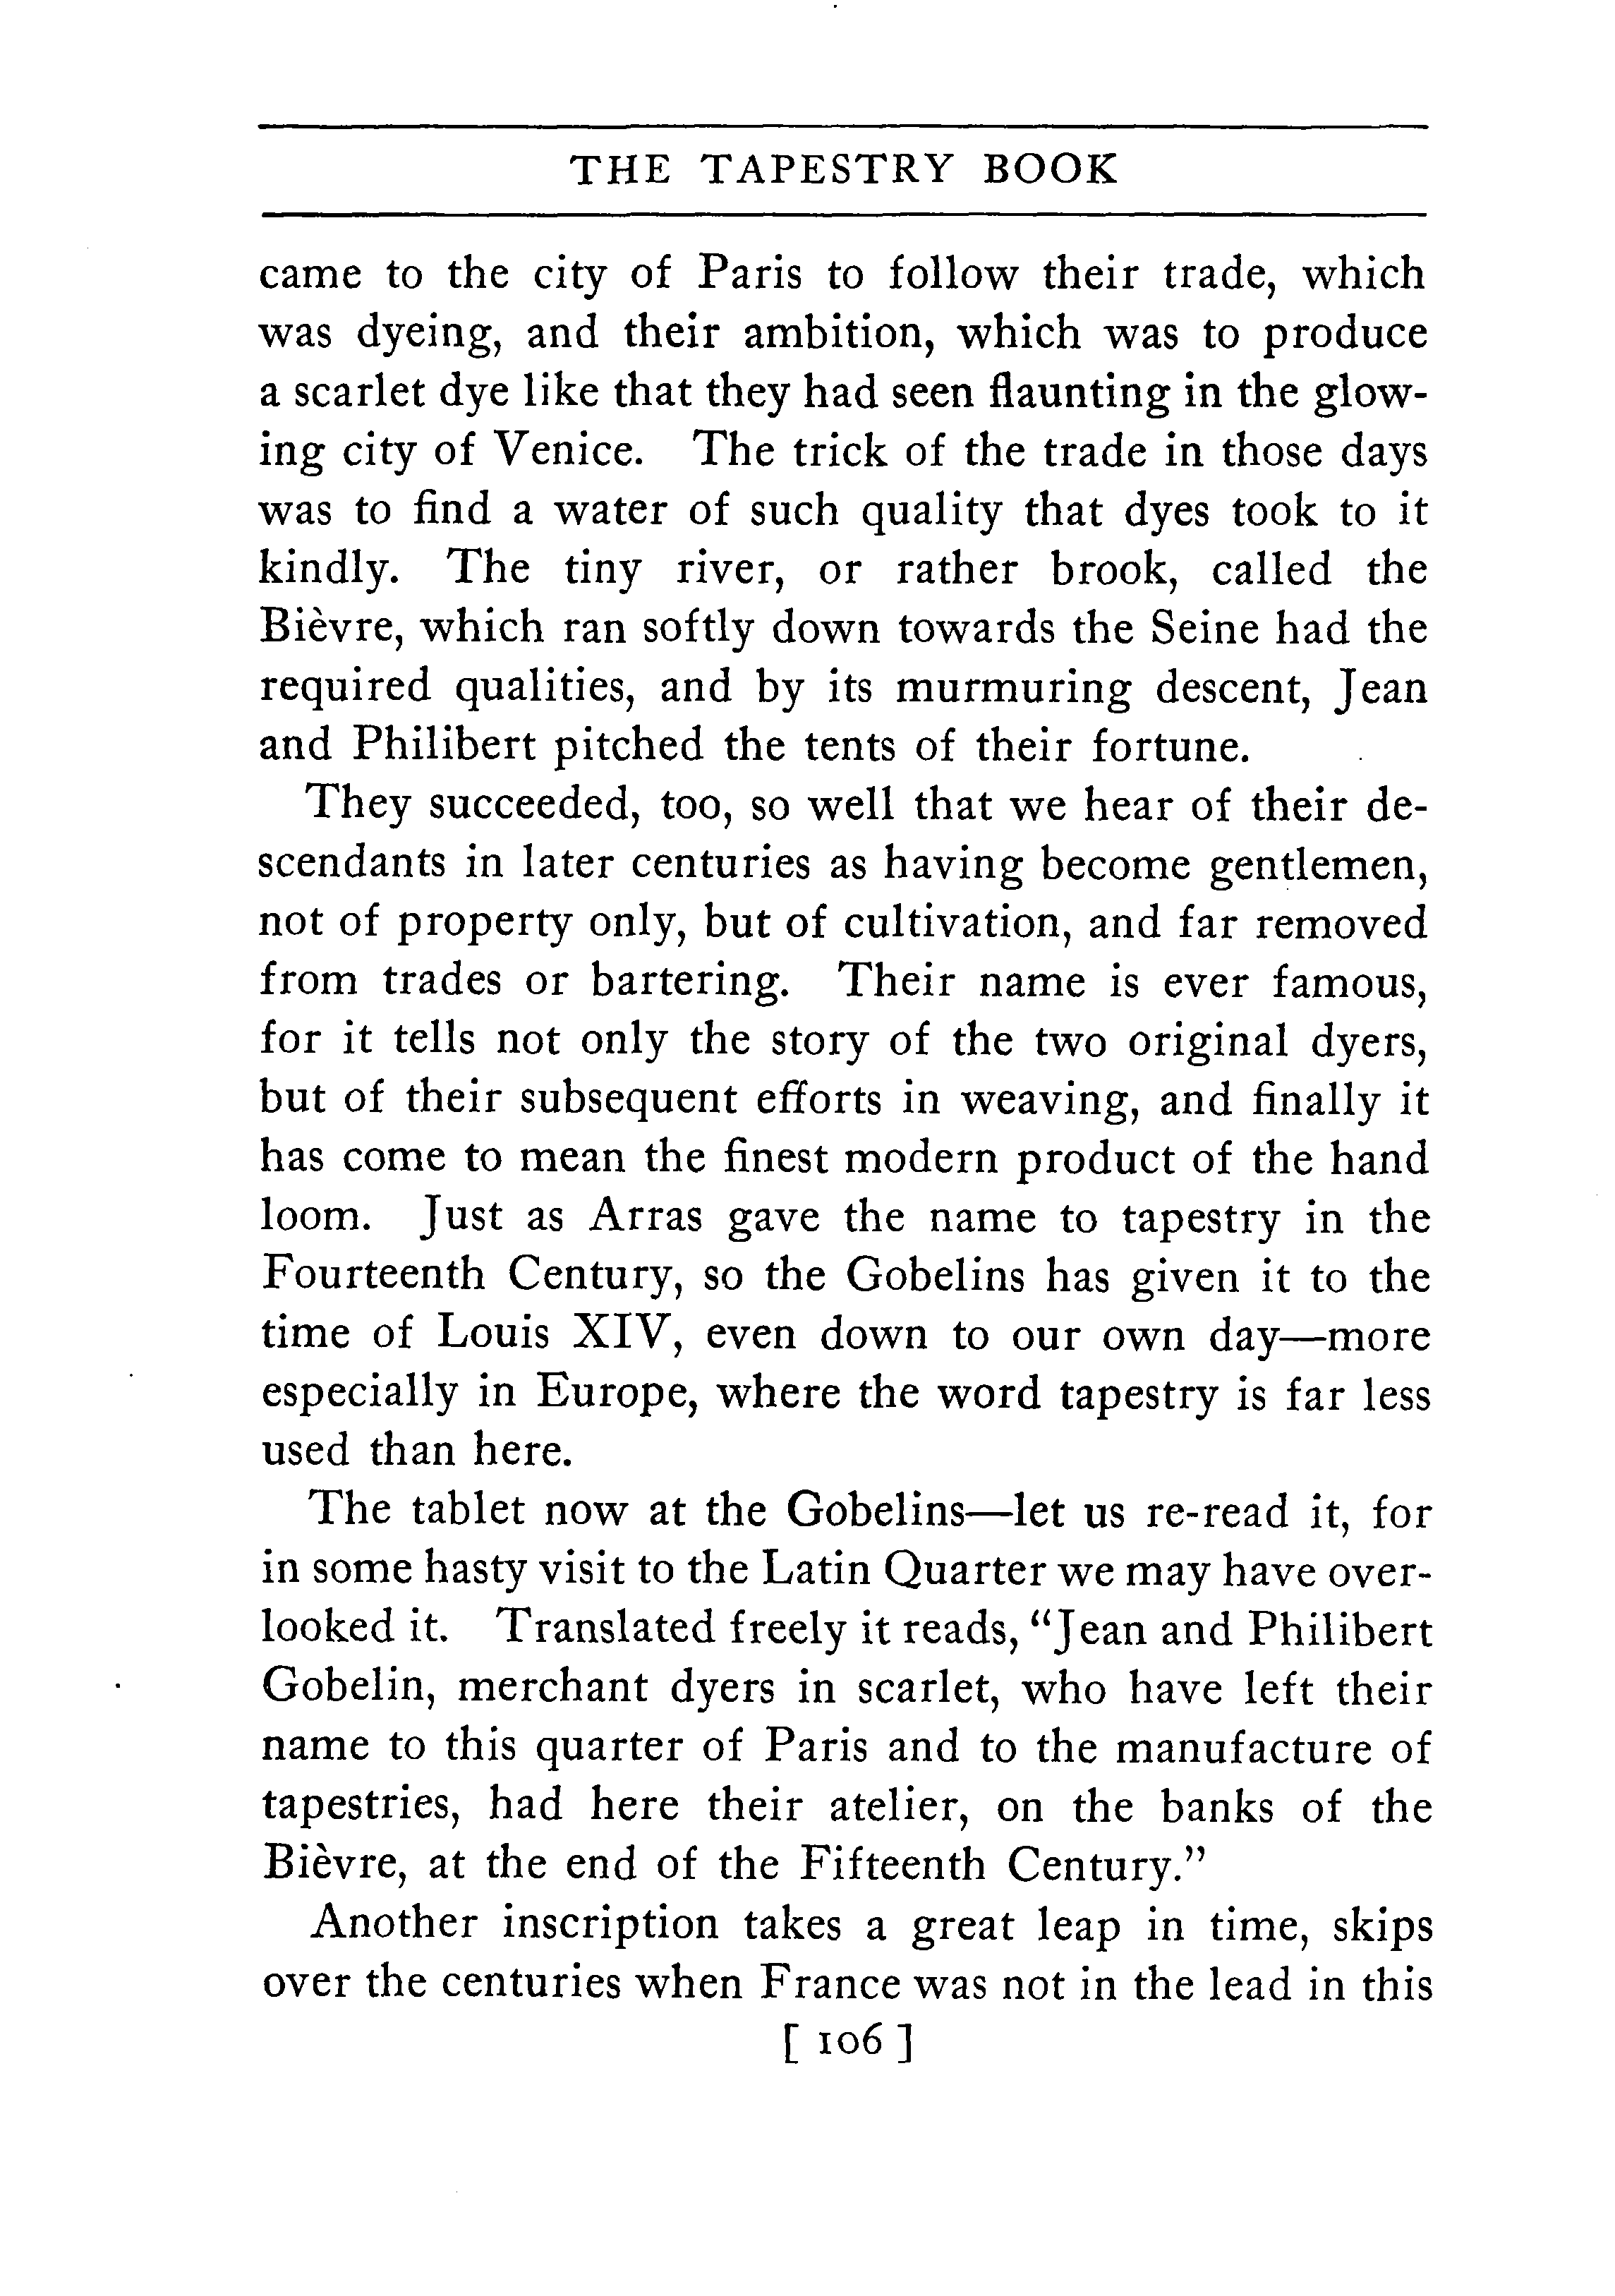 THE TAPESTRY BOOK
came to the city of Paris to follow their trade, which
was dyeing, and their ambition, which was to produce
a scarlet dye like that they had seen flaunting in the glow-
ing city of Venice. The trick of the trade in those days
was to find a water of such quality that dyes took to it
kindly. The tiny river, or rather brook, called the
Bièvre, which ran softly down towards the Seine had the
required qualities, and by its murmuring descent, Jean
and Philibert pitched the tents of their fortune.
They succeeded, too, so well that we hear of their de-
scendants in later centuries as having become gentlemen,
not of property only, but of cultivation, and far removed
from trades or bartering. Their name is ever famous,
for it tells not only the story of the two original dyers,
but of their subsequent efforts in weaving, and finally it
has come to mean the finest modern product of the hand
loom. Just as Arras gave the name to tapestry in the
Fourteenth Century, so the Gobelins has given it to the
time of Louis XIV, even down to our own day—more
especially in Europe, where the word tapestry is far less
used than here.
The tablet now at the Gobelins—let us re-read it, for
in some hasty visit to the Latin Quarter we may have over-
looked it. Translated freely it reads, “Jean and Philibert
Gobelin, merchant dyers in scarlet, who have left their
name to this quarter of Paris and to the manufacture of
tapestries, had here their atelier, on the banks of the
Bièvre, at the end of the Fifteenth Century.”
Another inscription takes a great leap in time, skips
over the centuries when France was not in the lead in this
[ 106 ]